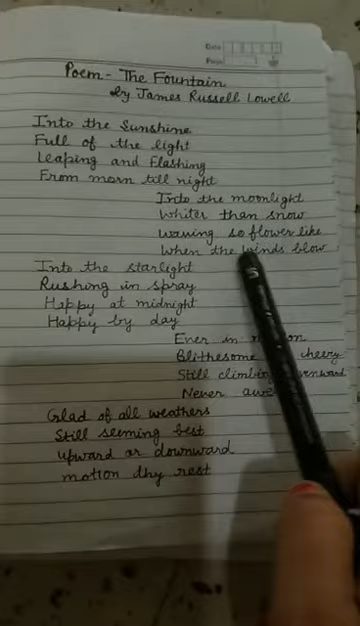 Date
Page
Poem - The Fountain
by James Russell Lowell
Into the Sunshine
Full of the light
Leaping and Flashing
From morn till night
Into the moonlight
Whiter than snow
Waving so flower like
When the winds blow
Into the starlight
Rushing in spray
Happy at midnight
Happy by day
Ever in
Blithesome cheery
Still climbing
Never
Glad of all weathers
Still seeming best
upward or downward
motion thy rest